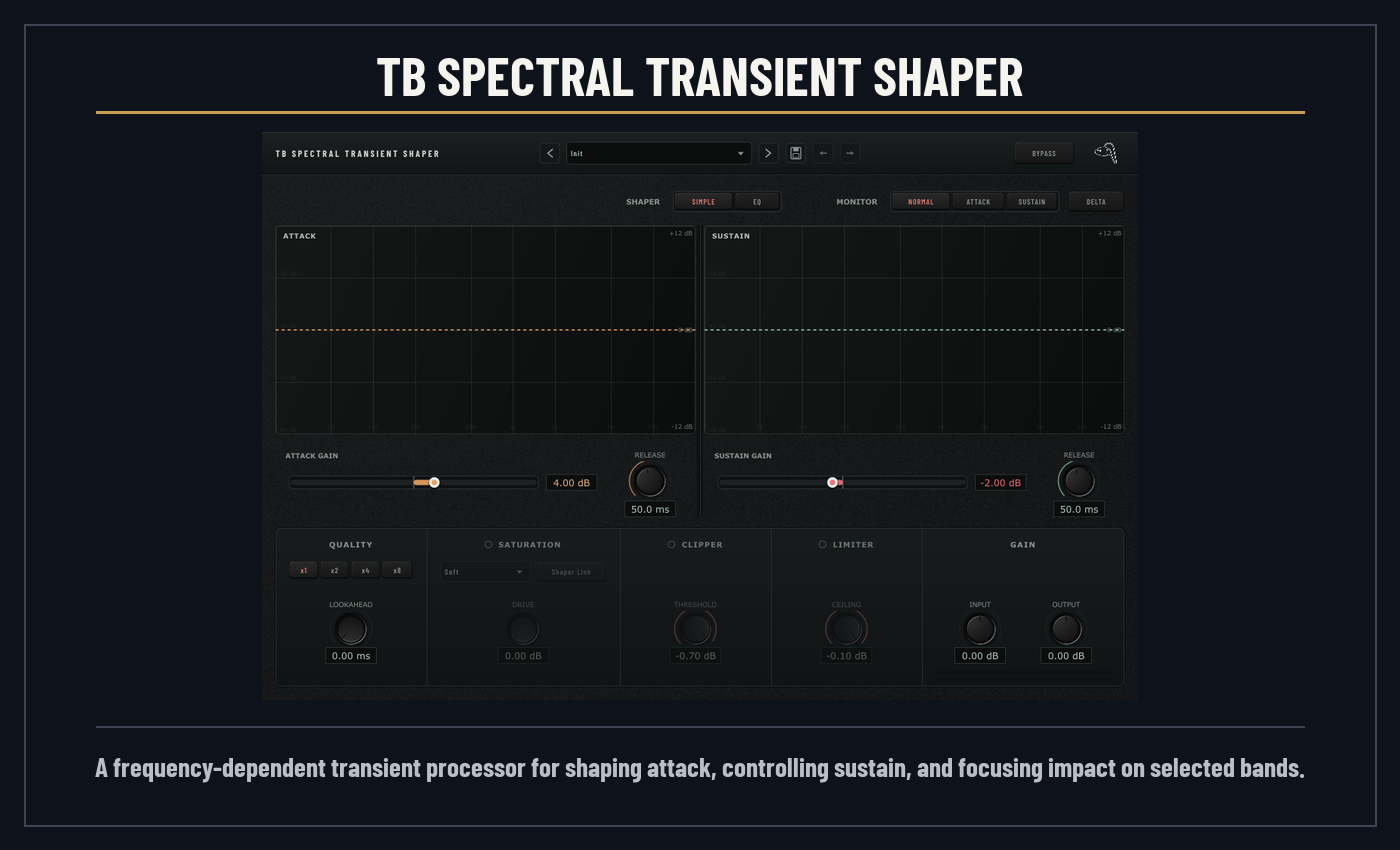 TB SPECTRAL TRANSIENT SHAPER
TB SPECTRAL TRANSIENT SHAPER
Init
BYPASS
SHAPER SIMPLE EQ MONITOR NORMAL ATTACK SUSTAIN DELTA
ATTACK +12 dB SUSTAIN +12 dB
0 dB 0 dB
-12 dB -12 dB
ATTACK GAIN RELEASE SUSTAIN GAIN RELEASE
4.00 dB -2.00 dB
50.0 ms 50.0 ms
QUALITY SATURATION CLIPPER LIMITER GAIN
x1 x2 x4 x8 Soft Shaper Link
LOOKAHEAD DRIVE THRESHOLD CEILING INPUT OUTPUT
0.00 ms 0.00 dB -0.70 dB -0.10 dB 0.00 dB 0.00 dB
A frequency-dependent transient processor for shaping attack, controlling sustain, and focusing impact on selected bands.